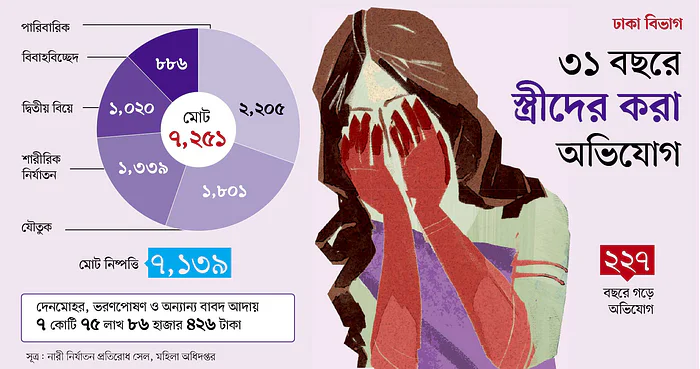 পারিবারিক
বিবাহবিচ্ছেদ
দ্বিতীয় বিয়ে
শারীরিক
নির্যাতন
যৌতুক
৮৮৬
১,০২০
২,২০৫
মোট
৭,২৫১
১,৩৩৯
১,৮০১
মোট নিষ্পত্তি ৭,১৩৯
দেনমোহর, ভরণপোষণ ও অন্যান্য বাবদ আদায়
৭ কোটি ৭৫ লাখ ৮৬ হাজার ৪২৬ টাকা
সূত্র : নারী নির্যাতন প্রতিরোধ সেল, মহিলা অধিদপ্তর
ঢাকা বিভাগ
৩১ বছরে
স্ত্রীদের করা
অভিযোগ
২২৭
বছরে গড়ে
অভিযোগ